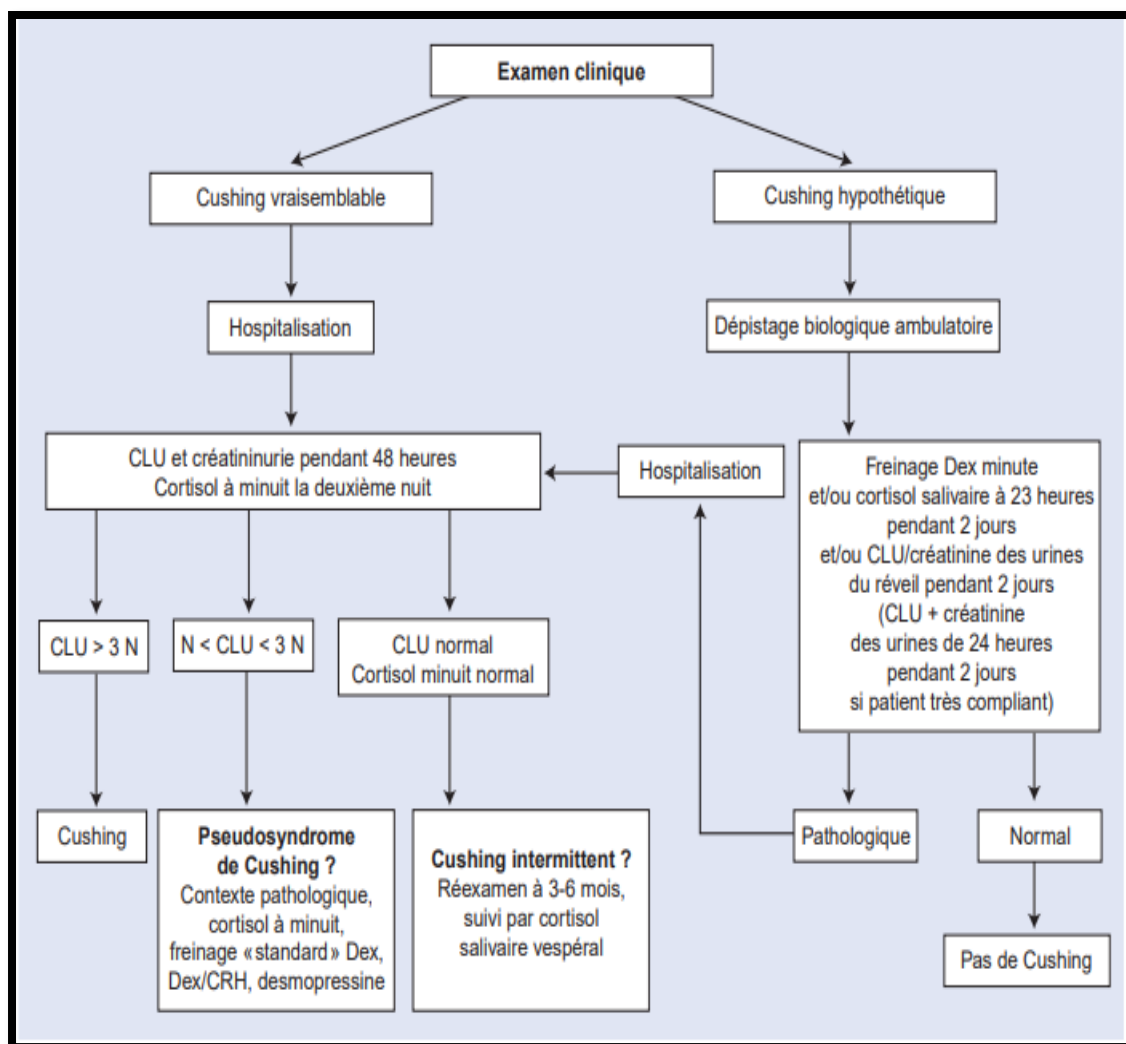 Examen clinique
Cushing vraisemblable
Cushing hypothétique
Hospitalisation
Dépistage biologique ambulatoire
CLU et créatininurie pendant 48 heures
Cortisol à minuit la deuxième nuit
Hospitalisation
Freinage Dex minute
et/ou cortisol salivaire à 23 heures
pendant 2 jours
et/ou CLU/créatinine des urines
du réveil pendant 2 jours
(CLU + créatinine
des urines de 24 heures
pendant 2 jours
si patient très compliant)
CLU > 3 N
N < CLU < 3 N
CLU normal
Cortisol minuit normal
Cushing
Pseudosyndrome
de Cushing ?
Contexte pathologique,
cortisol à minuit,
freinage «standard» Dex,
Dex/CRH, desmopressine
Cushing intermittent ?
Réexamen à 3-6 mois,
suivi par cortisol
salivaire vespéral
Pathologique
Normal
Pas de Cushing